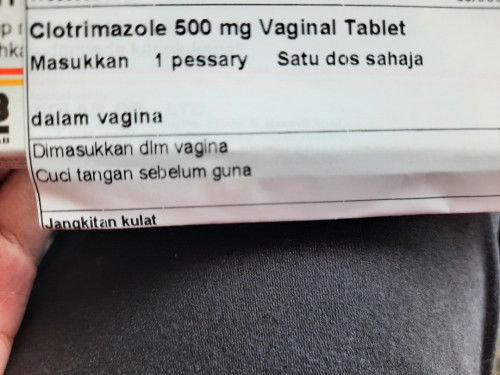 Clotrimazole 500 mg Vaginal Tablet
Masukkan 1 pessary Satu dos sahaja
dalam vagina
Dimasukkan dlm vagina
Cuci tangan sebelum guna
Jangkitan kulat